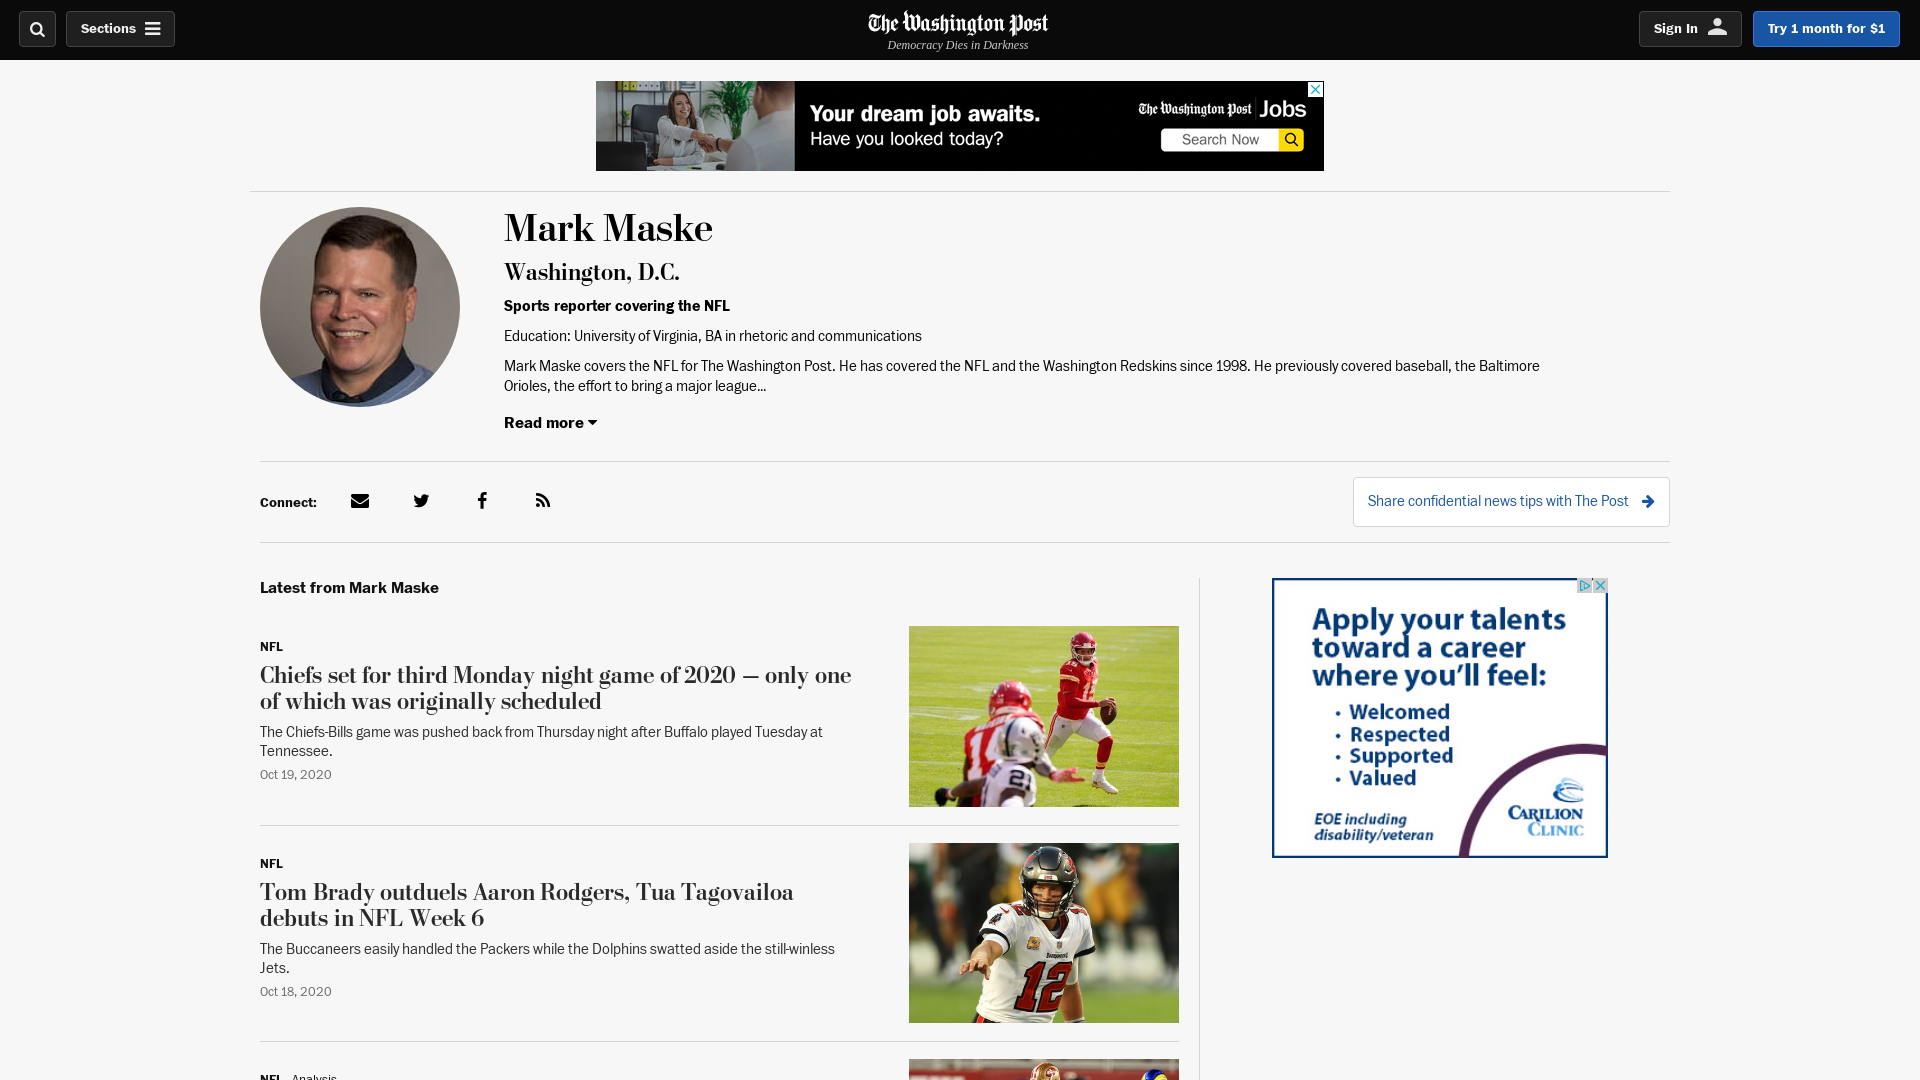 Sections
The Washington Post
Democracy Dies in Darkness
Sign In
Try 1 month for $1
Your dream job awaits.
Have you looked today?
The Washington Post Jobs
Search Now
Mark Maske
Washington, D.C.
Sports reporter covering the NFL
Education: University of Virginia, BA in rhetoric and communications
Mark Maske covers the NFL for The Washington Post. He has covered the NFL and the Washington Redskins since 1998. He previously covered baseball, the Baltimore
Orioles, the effort to bring a major league...
Read more
Connect:
Share confidential news tips with The Post
Latest from Mark Maske
NFL
Chiefs set for third Monday night game of 2020 — only one
of which was originally scheduled
The Chiefs-Bills game was pushed back from Thursday night after Buffalo played Tuesday at
Tennessee.
Oct 19, 2020
NFL
Tom Brady outduels Aaron Rodgers, Tua Tagovailoa
debuts in NFL Week 6
The Buccaneers easily handled the Packers while the Dolphins swatted aside the still-winless
Jets.
Oct 18, 2020
12
NFL Analysis
Apply your talents
toward a career
where you'll feel:
• Welcomed
• Respected
• Supported
• Valued
EOE including
disability/veteran
CARILION
CLINIC